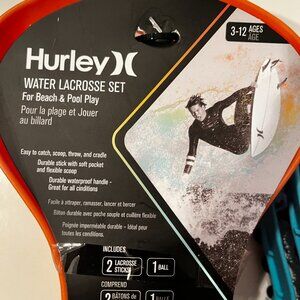 Hurley
3-12 AGES
AGE
WATER LACROSSE SET
For Beach & Pool Play
Pour la plage et Jouer
au billard
Easy to catch, scoop, throw, and cradle
Durable stick with soft pocket
and flexible scoop
Durable waterproof handle -
Great for all conditions
Facile à attraper, ramasser, lancer et bercer
Bâton durable avec poche souple et cuillère flexible
Poignée imperméable durable - Idéal pour
toutes les conditions.
INCLUDES
2 LACROSSE
STICKS
1 BALL
COMPREND
2 BÂTONS de
1 BALLE